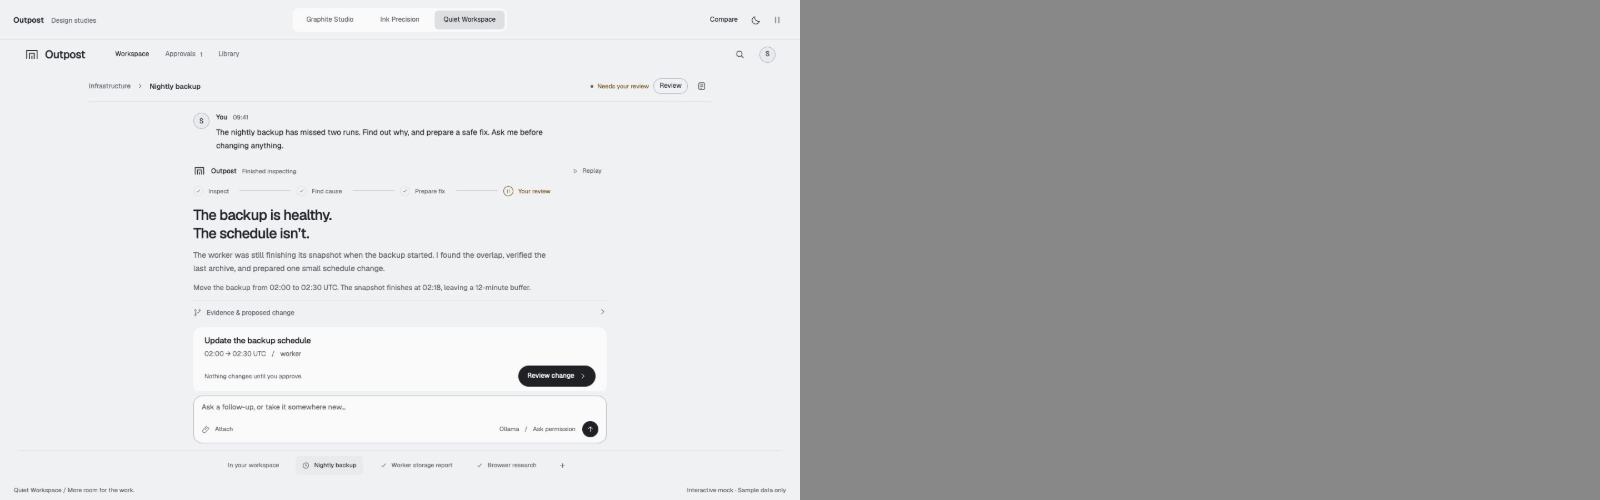 Outpost Design studies
Graphite Studio Ink Precision Quiet Workspace
Compare
Outpost Workspace Approvals 1 Library
S
Infrastructure > Nightly backup
Needs your review Review
S You 09:41
The nightly backup has missed two runs. Find out why, and prepare a safe fix. Ask me before
changing anything.
Outpost Finished inspecting
Replay
Inspect Find cause Prepare fix Your review
The backup is healthy.
The schedule isn't.
The worker was still finishing its snapshot when the backup started. I found the overlap, verified the
last archive, and prepared one small schedule change.
Move the backup from 02:00 to 02:30 UTC. The snapshot finishes at 02:18, leaving a 12-minute buffer.
Evidence & proposed change
Update the backup schedule
02:00 → 02:30 UTC / worker
Nothing changes until you approve.
Review change
Ask a follow-up, or take it somewhere new...
Attach
Ollama / Ask permission
In your workspace Nightly backup Worker storage report Browser research +
Quiet Workspace / More room for the work.
Interactive mock · Sample data only